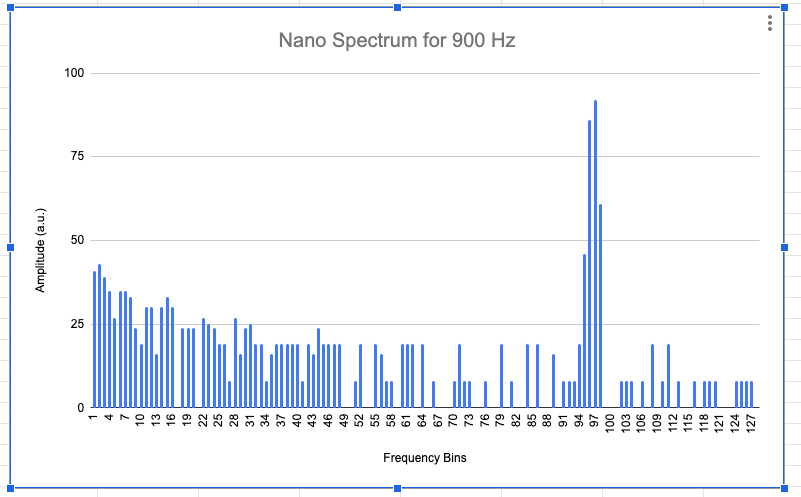 Nano Spectrum for 900 Hz
100
75
50
25
0
Amplitude (a.u.)
1 4 7 10 13 16 19 22 25 28 31 34 37 40 43 46 49 52 55 58 61 64 67 70 73 76 79 82 85 88 91 94 97 100 103 106 109 112 115 118 121 124 127
Frequency Bins